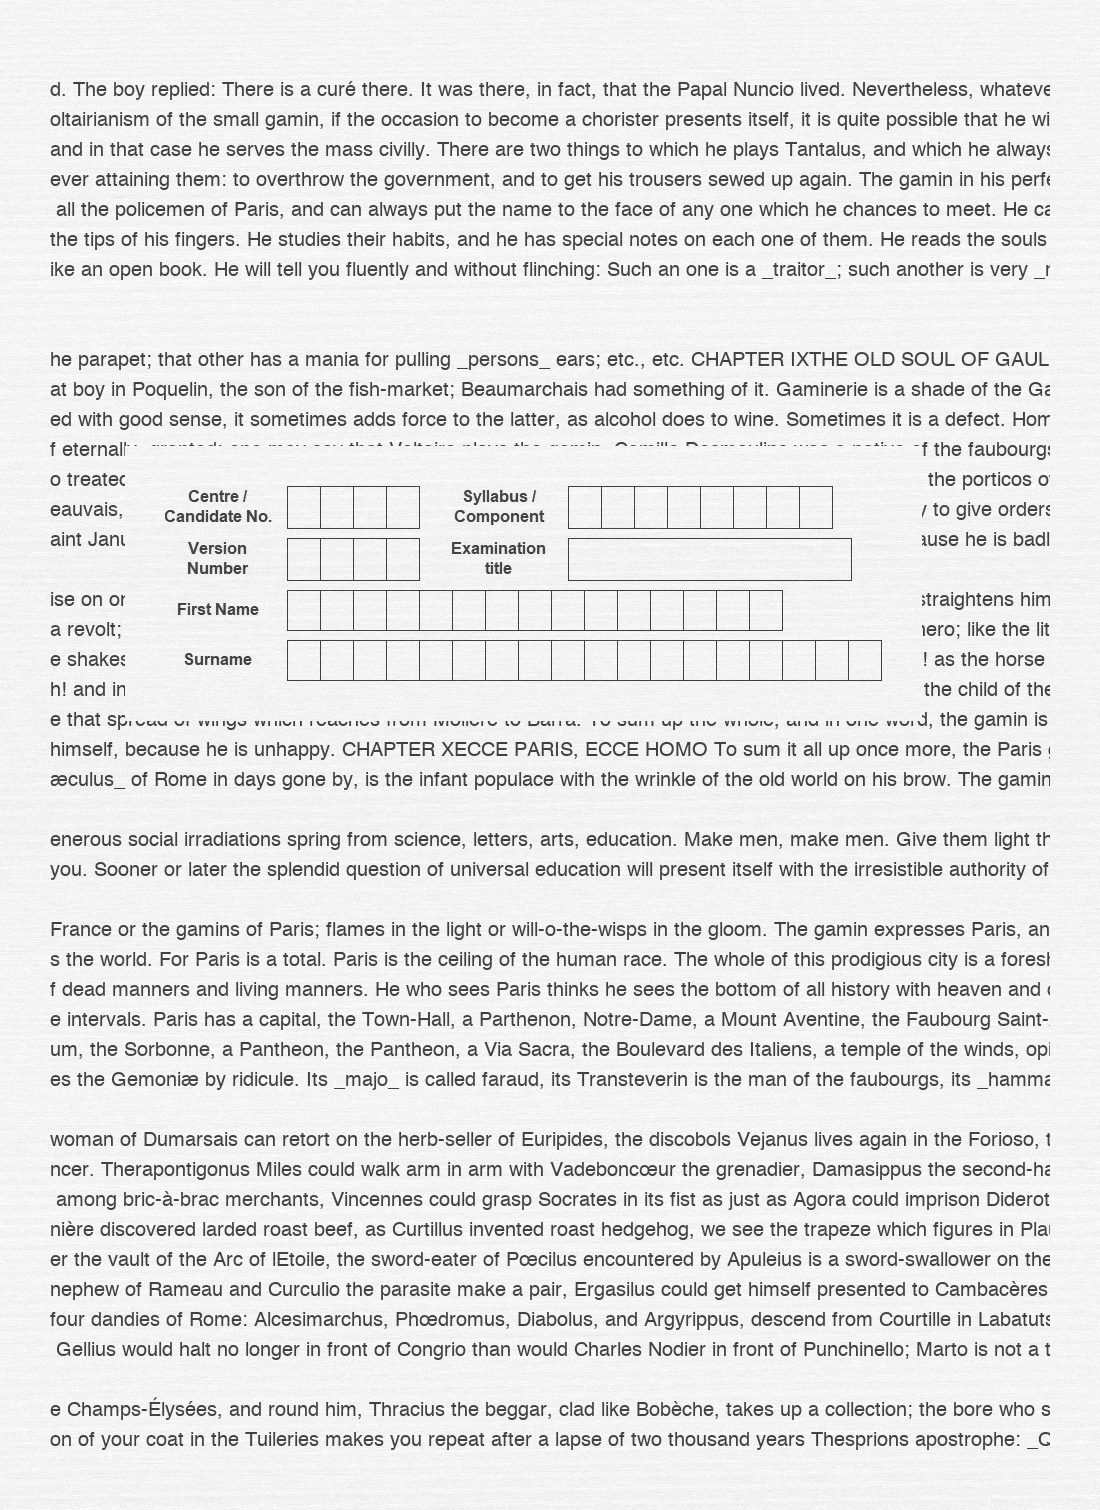 d. The boy replied: There is a curé there. It was there, in fact, that the Papal Nuncio lived. Nevertheless, whateve
oltairianism of the small gamin, if the occasion to become a chorister presents itself, it is quite possible that he wi
and in that case he serves the mass civilly. There are two things to which he plays Tantalus, and which he always
ever attaining them: to overthrow the government, and to get his trousers sewed up again. The gamin in his perfe
all the policemen of Paris, and can always put the name to the face of any one which he chances to meet. He ca
the tips of his fingers. He studies their habits, and he has special notes on each one of them. He reads the souls
ike an open book. He will tell you fluently and without flinching: Such an one is a _traitor_; such another is very _
he parapet; that other has a mania for pulling _persons_ ears; etc., etc. CHAPTER IXTHE OLD SOUL OF GAUL
at boy in Poquelin, the son of the fish-market; Beaumarchais had something of it. Gaminerie is a shade of the Ga
ed with good sense, it sometimes adds force to the latter, as alcohol does to wine. Sometimes it is a defect. Hom
f eternally granted; one may say that Voltaire plays the gamin. Camille Desmoulins was a native of the faubourgs
o treated the porticos o
eauvais, y to give orders
aint Janu ause he is badl
Centre / Candidate No.
Syllabus / Component
Version Number
Examination title
First Name
Surname
ise on or straightens him
a revolt; hero; like the lit
e shakes ! as the horse
h! and in the child of the
e that spread of wings which reaches from Molière to Barra. To sum up the whole, and in one word, the gamin is
himself, because he is unhappy. CHAPTER XECCE PARIS, ECCE HOMO To sum it all up once more, the Paris
æculus_ of Rome in days gone by, is the infant populace with the wrinkle of the old world on his brow. The gamin
enerous social irradiations spring from science, letters, arts, education. Make men, make men. Give them light th
you. Sooner or later the splendid question of universal education will present itself with the irresistible authority of
France or the gamins of Paris; flames in the light or will-o-the-wisps in the gloom. The gamin expresses Paris, an
s the world. For Paris is a total. Paris is the ceiling of the human race. The whole of this prodigious city is a foresh
f dead manners and living manners. He who sees Paris thinks he sees the bottom of all history with heaven and
e intervals. Paris has a capital, the Town-Hall, a Parthenon, Notre-Dame, a Mount Aventine, the Faubourg Saint-
um, the Sorbonne, a Pantheon, the Pantheon, a Via Sacra, the Boulevard des Italiens, a temple of the winds, opi
es the Gemoniæ by ridicule. Its _majo_ is called faraud, its Transteverin is the man of the faubourgs, its _hamma
woman of Dumarsais can retort on the herb-seller of Euripides, the discobols Vejanus lives again in the Forioso, t
ncer. Therapontigonus Miles could walk arm in arm with Vadeboncœur the grenadier, Damasippus the second-ha
among bric-à-brac merchants, Vincennes could grasp Socrates in its fist as just as Agora could imprison Diderot
nière discovered larded roast beef, as Curtillus invented roast hedgehog, we see the trapeze which figures in Plau
er the vault of the Arc of lEtoile, the sword-eater of Pœcilus encountered by Apuleius is a sword-swallower on the
nephew of Rameau and Curculio the parasite make a pair, Ergasilus could get himself presented to Cambacères
four dandies of Rome: Alcesimarchus, Phœdromus, Diabolus, and Argyrippus, descend from Courtille in Labatuts
Gellius would halt no longer in front of Congrio than would Charles Nodier in front of Punchinello; Marto is not a t
e Champs-Élysées, and round him, Thracius the beggar, clad like Bobèche, takes up a collection; the bore who s
on of your coat in the Tuileries makes you repeat after a lapse of two thousand years Thesprions apostrophe: _Q